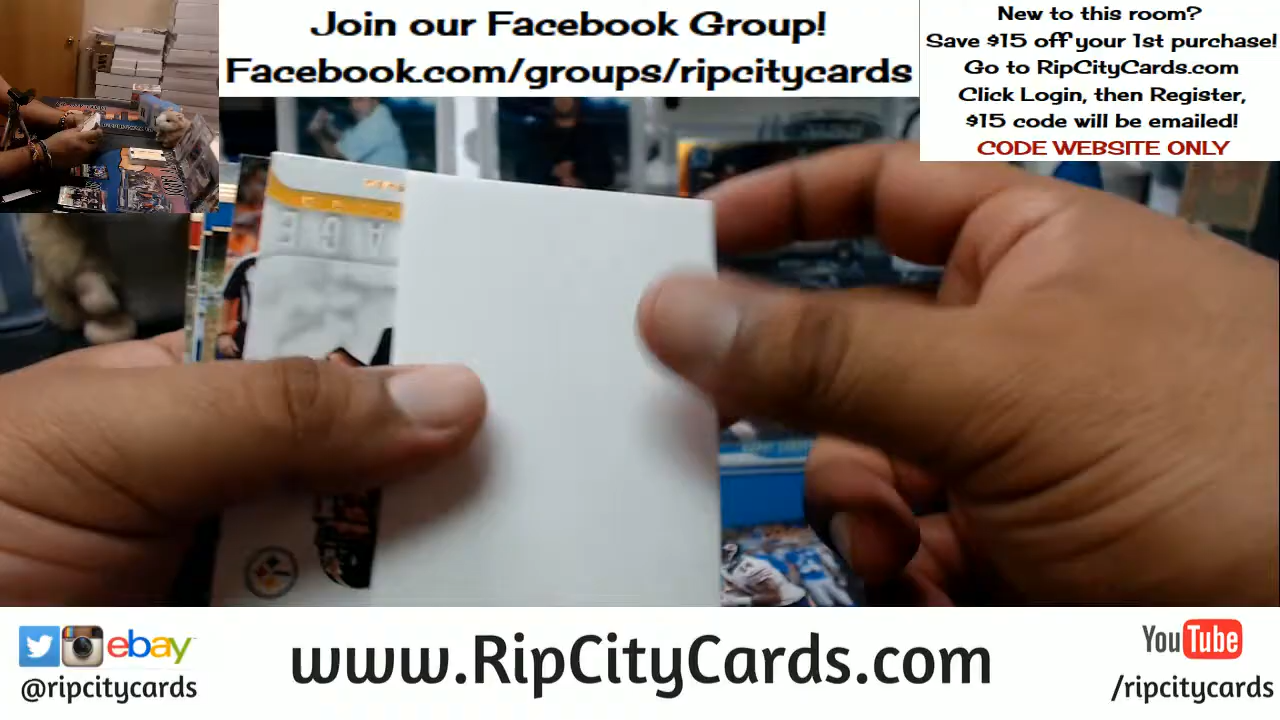 Join our Facebook Group!
Facebook.com/groups/ripcitycards
New to this room?
Save $15 off your 1st purchase!
Go to RipCityCards.com
Click Login, then Register,
$15 code will be emailed!
CODE WEBSITE ONLY
AGE
ebay
@ripcitycards
www.RipCityCards.com
YouTube
/ripcitycards